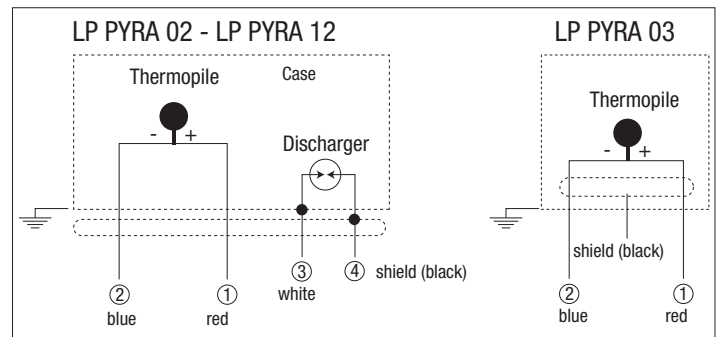 LP PYRA 02 - LP PYRA 12
Thermopile
Case
- +
Discharger
③ ④ shield (black)
white
② ①
blue red
LP PYRA 03
Thermopile
- +
shield (black)
② ①
blue red